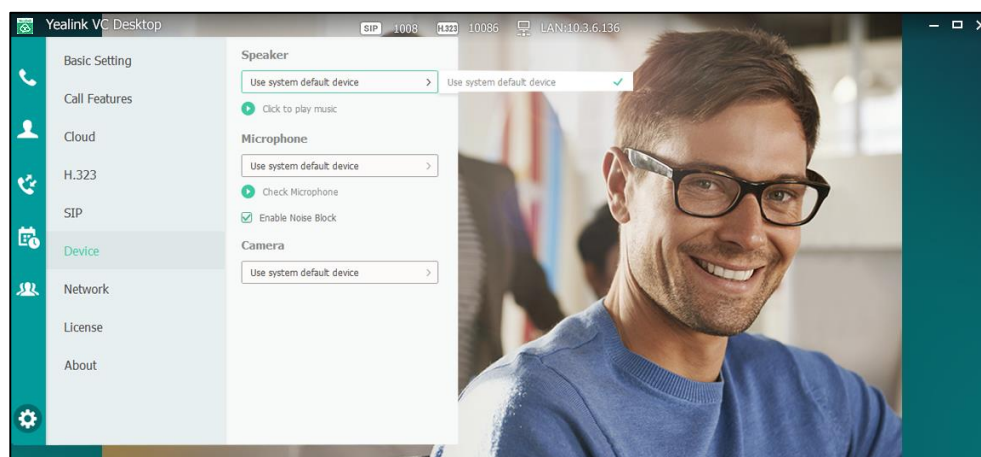 Yealink VC Desktop
SIP 1008 H.323 10086 LAN:10.3.6.136
Basic Setting
Call Features
Cloud
H.323
SIP
Device
Network
License
About
Speaker
Use system default device
Use system default device
Click to play music
Microphone
Use system default device
Check Microphone
Enable Noise Block
Camera
Use system default device